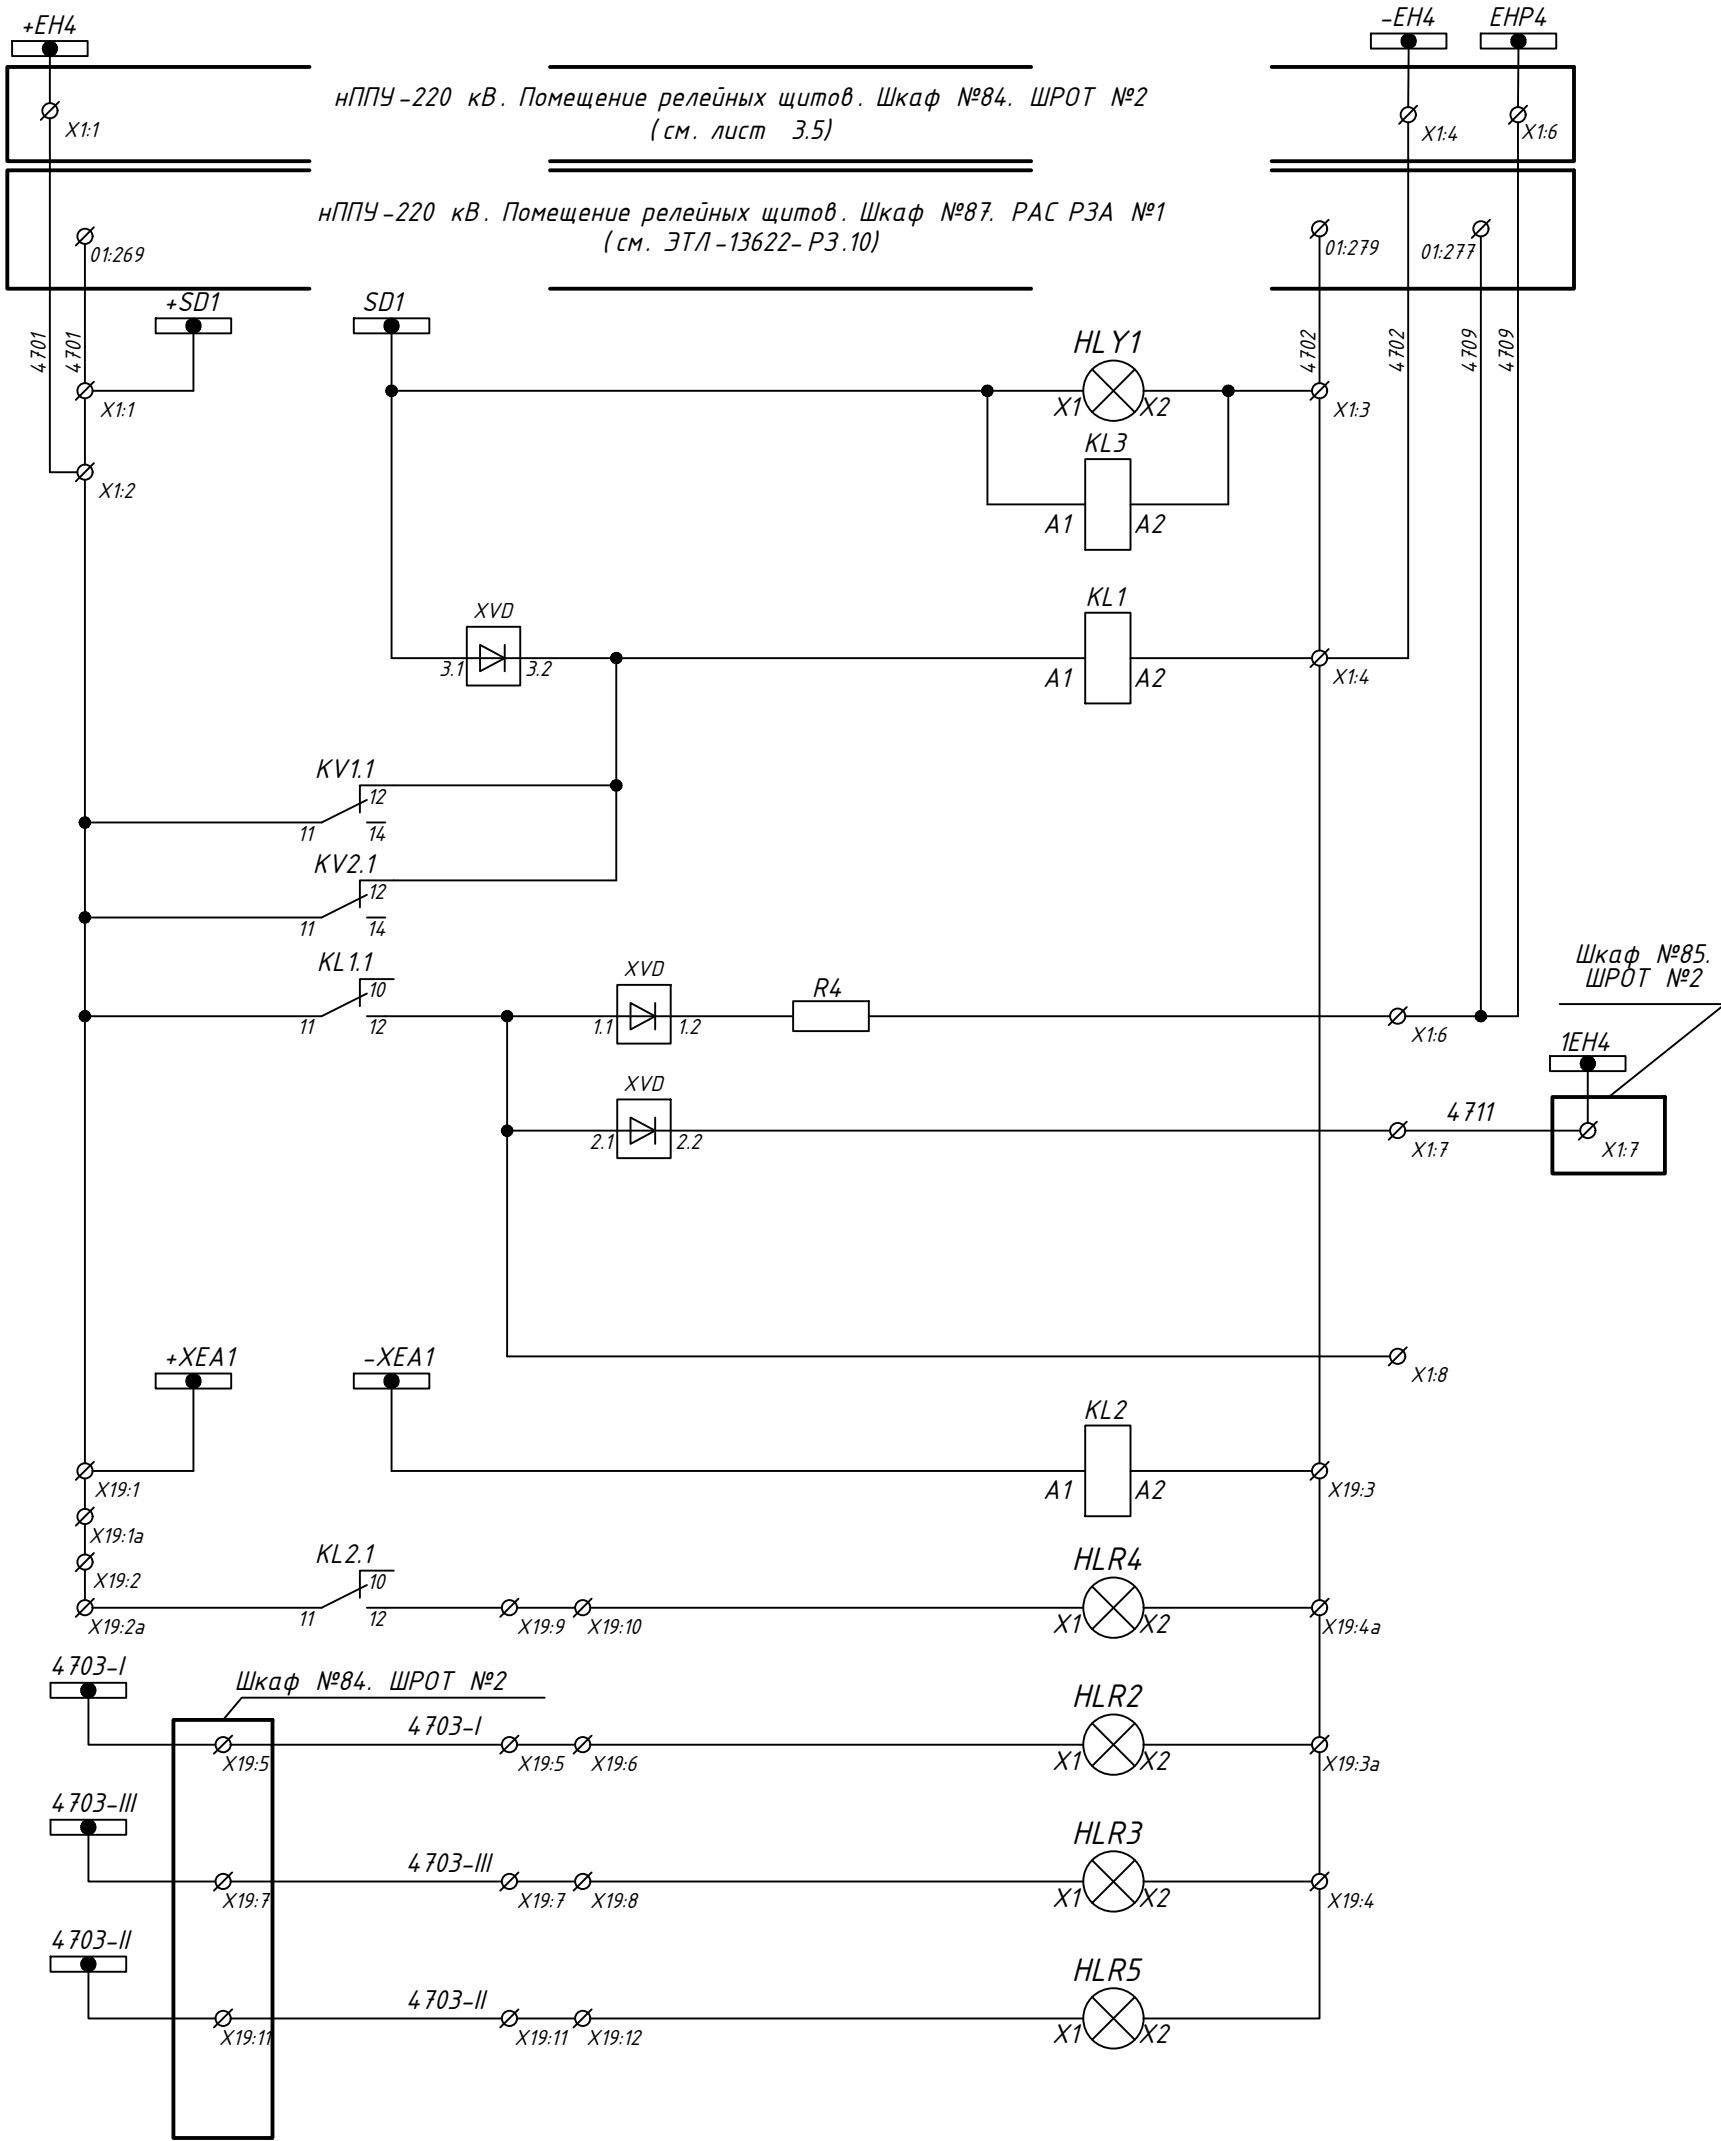 +EH4
-EH4
EHP4
нППУ-220 кВ. Помещение релейных щитов. Шкаф №84. ШРОТ №2
(см. лист 3.5)
X1:1
X1:4
X1:6
нППУ-220 кВ. Помещение релейных щитов. Шкаф №87. РАС РЗА №1
(см. ЭТЛ-13622-РЗ.10)
01:269
01:279
01:277
+SD1
SD1
4701
4701
4702
4702
4709
4709
HLY1
X1
X2
X1:1
X1:3
KL3
X1:2
A1
A2
KL1
XVD
3.1
3.2
A1
A2
X1:4
KV1.1
12
11
14
KV2.1
12
11
14
KL1.1
10
11
12
XVD
1.1
1.2
R4
X1:6
Шкаф №85.
ШРОТ №2
1EH4
XVD
2.1
2.2
4711
X1:7
X1:7
+XEA1
-XEA1
X1:8
KL2
X19:1
A1
A2
X19:3
X19:1a
X19:2
KL2.1
10
HLR4
X19:2a
11
12
X19:9
X19:10
X1
X2
X19:4a
4703-I
Шкаф №84. ШРОТ №2
HLR2
4703-I
X19:5
X19:5
X19:6
X1
X2
X19:3a
4703-III
HLR3
4703-III
X19:7
X19:7
X19:8
X1
X2
X19:4
4703-II
HLR5
4703-II
X19:11
X19:11
X19:12
X1
X2